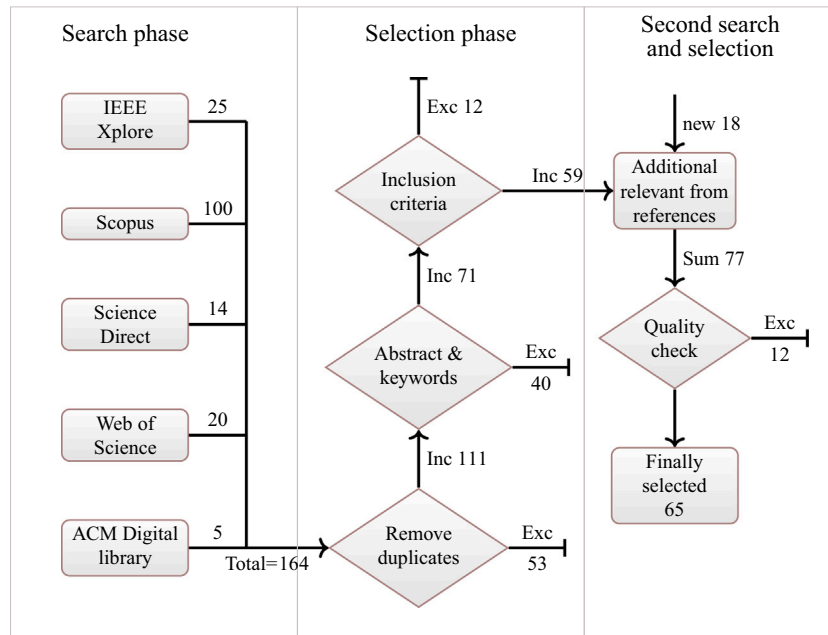 Search phase
IEEE
Xplore
25
Scopus
100
Science
Direct
14
Web of
Science
20
ACM Digital
library
5
Total=164
Selection phase
Exc 12
Inclusion
criteria
Inc 59
Inc 71
Abstract &
keywords
Exc
40
Inc 111
Remove
duplicates
Exc
53
Second search
and selection
new 18
Additional
relevant from
references
Sum 77
Quality
check
Exc
12
Finally
selected
65